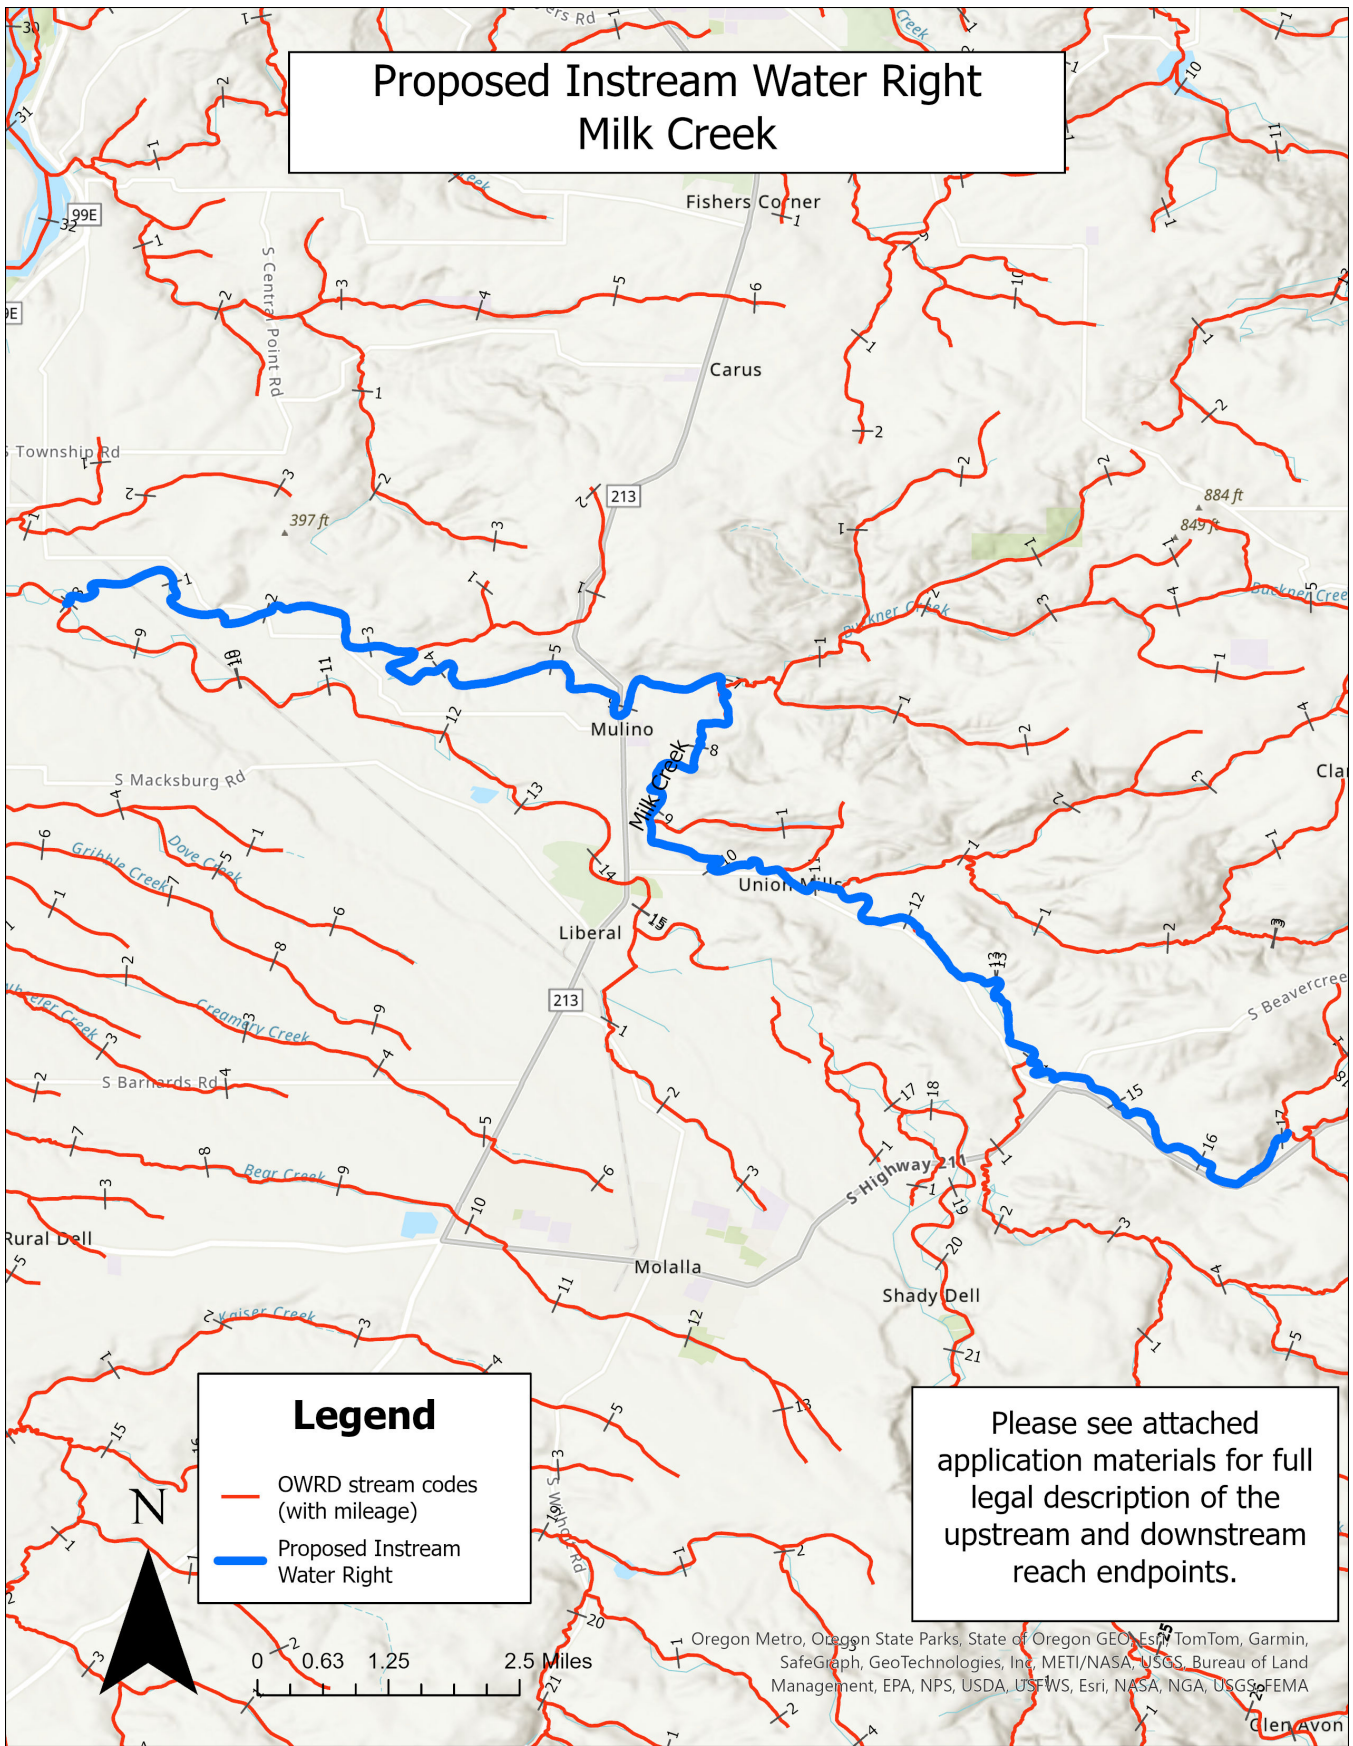 Proposed Instream Water Right
Milk Creek
99E
Fishers Corner
S Central Point Rd
Carus
S Township Rd
213
397 ft
884 ft
849 ft
Buckner Creek
Mulino
Milk Creek
S Macksburg Rd
Dove Creek
Gribble Creek
Union Mills
Liberal
213
Creamery Creek
S Barnards Rd
Bear Creek
S Highway 211
Rural Dell
Molalla
Shady Dell
Kaiser Creek
S Wilhoit Rd
Legend
OWRD stream codes
(with mileage)
Proposed Instream
Water Right
N
0 0.63 1.25 2.5 Miles
Please see attached
application materials for full
legal description of the
upstream and downstream
reach endpoints.
Oregon Metro, Oregon State Parks, State of Oregon GEO, Esri, TomTom, Garmin,
SafeGraph, GeoTechnologies, Inc, METI/NASA, USGS, Bureau of Land
Management, EPA, NPS, USDA, USFWS, Esri, NASA, NGA, USGS, FEMA
Glen Avon